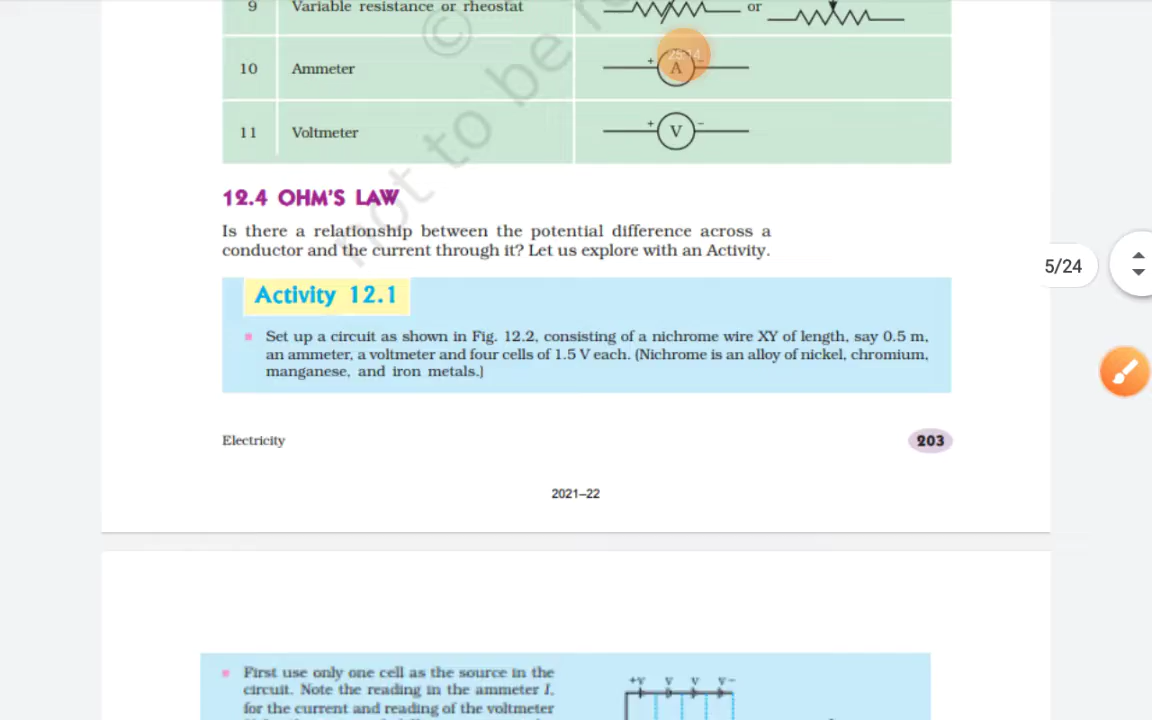 9 Variable resistance or rheostat or
10 Ammeter + A -
11 Voltmeter + V -
© not to be re
12.4 OHM'S LAW
Is there a relationship between the potential difference across a
conductor and the current through it? Let us explore with an Activity.
Activity 12.1
Set up a circuit as shown in Fig. 12.2, consisting of a nichrome wire XY of length, say 0.5 m,
an ammeter, a voltmeter and four cells of 1.5 V each. (Nichrome is an alloy of nickel, chromium,
manganese, and iron metals.)
5/24
Electricity 203
2021–22
First use only one cell as the source in the
circuit. Note the reading in the ammeter I,
for the current and reading of the voltmeter